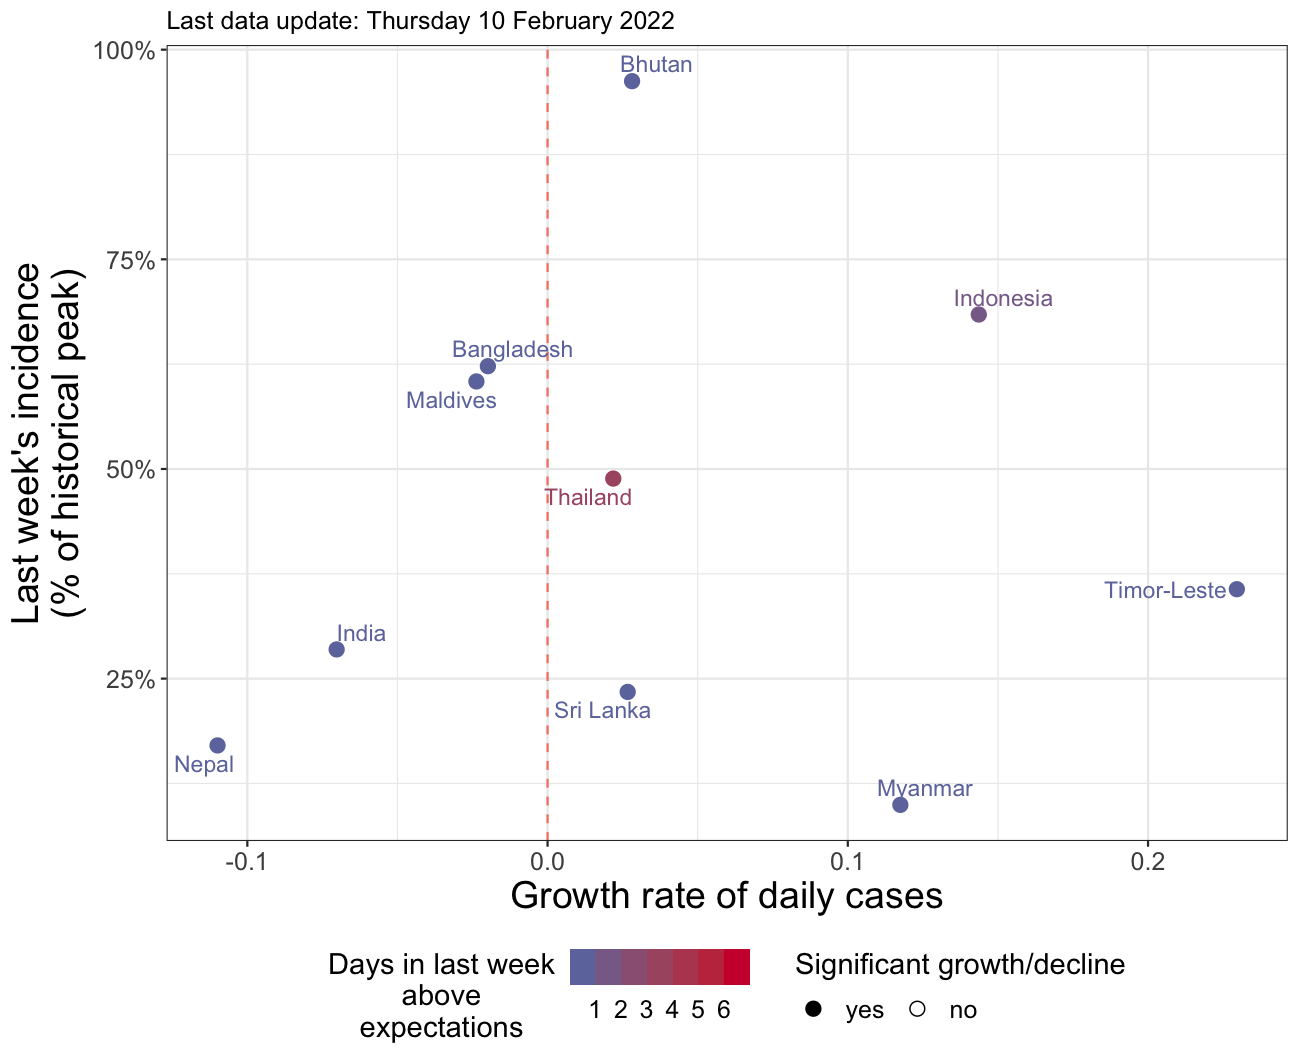 Last data update: Thursday 10 February 2022
100%
75%
50%
25%
Last week's incidence
(% of historical peak)
Bhutan
Indonesia
Bangladesh
Maldives
Thailand
Timor-Leste
India
Sri Lanka
Nepal
Myanmar
-0.1
0.0
0.1
0.2
Growth rate of daily cases
Days in last week
above
expectations
1 2 3 4 5 6
Significant growth/decline
yes no